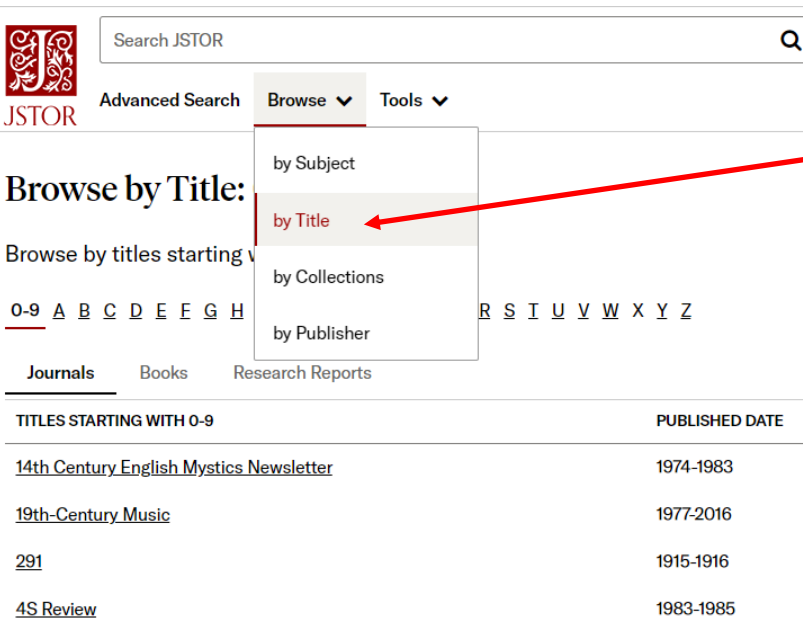 Search JSTOR
JSTOR
Advanced Search Browse Tools
by Subject
by Title
by Collections
by Publisher
Browse by Title:
Browse by titles starting
0-9 A B C D E F G H R S T U V W X Y Z
Journals Books Research Reports
TITLES STARTING WITH 0-9 PUBLISHED DATE
14th Century English Mystics Newsletter 1974-1983
19th-Century Music 1977-2016
291 1915-1916
4S Review 1983-1985